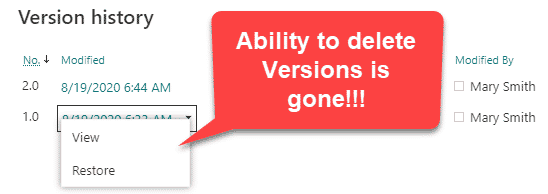 Version history
Ability to delete
Versions is
gone!!!
No. Modified Modified By
2.0 8/19/2020 6:44 AM Mary Smith
1.0 Mary Smith
View
Restore